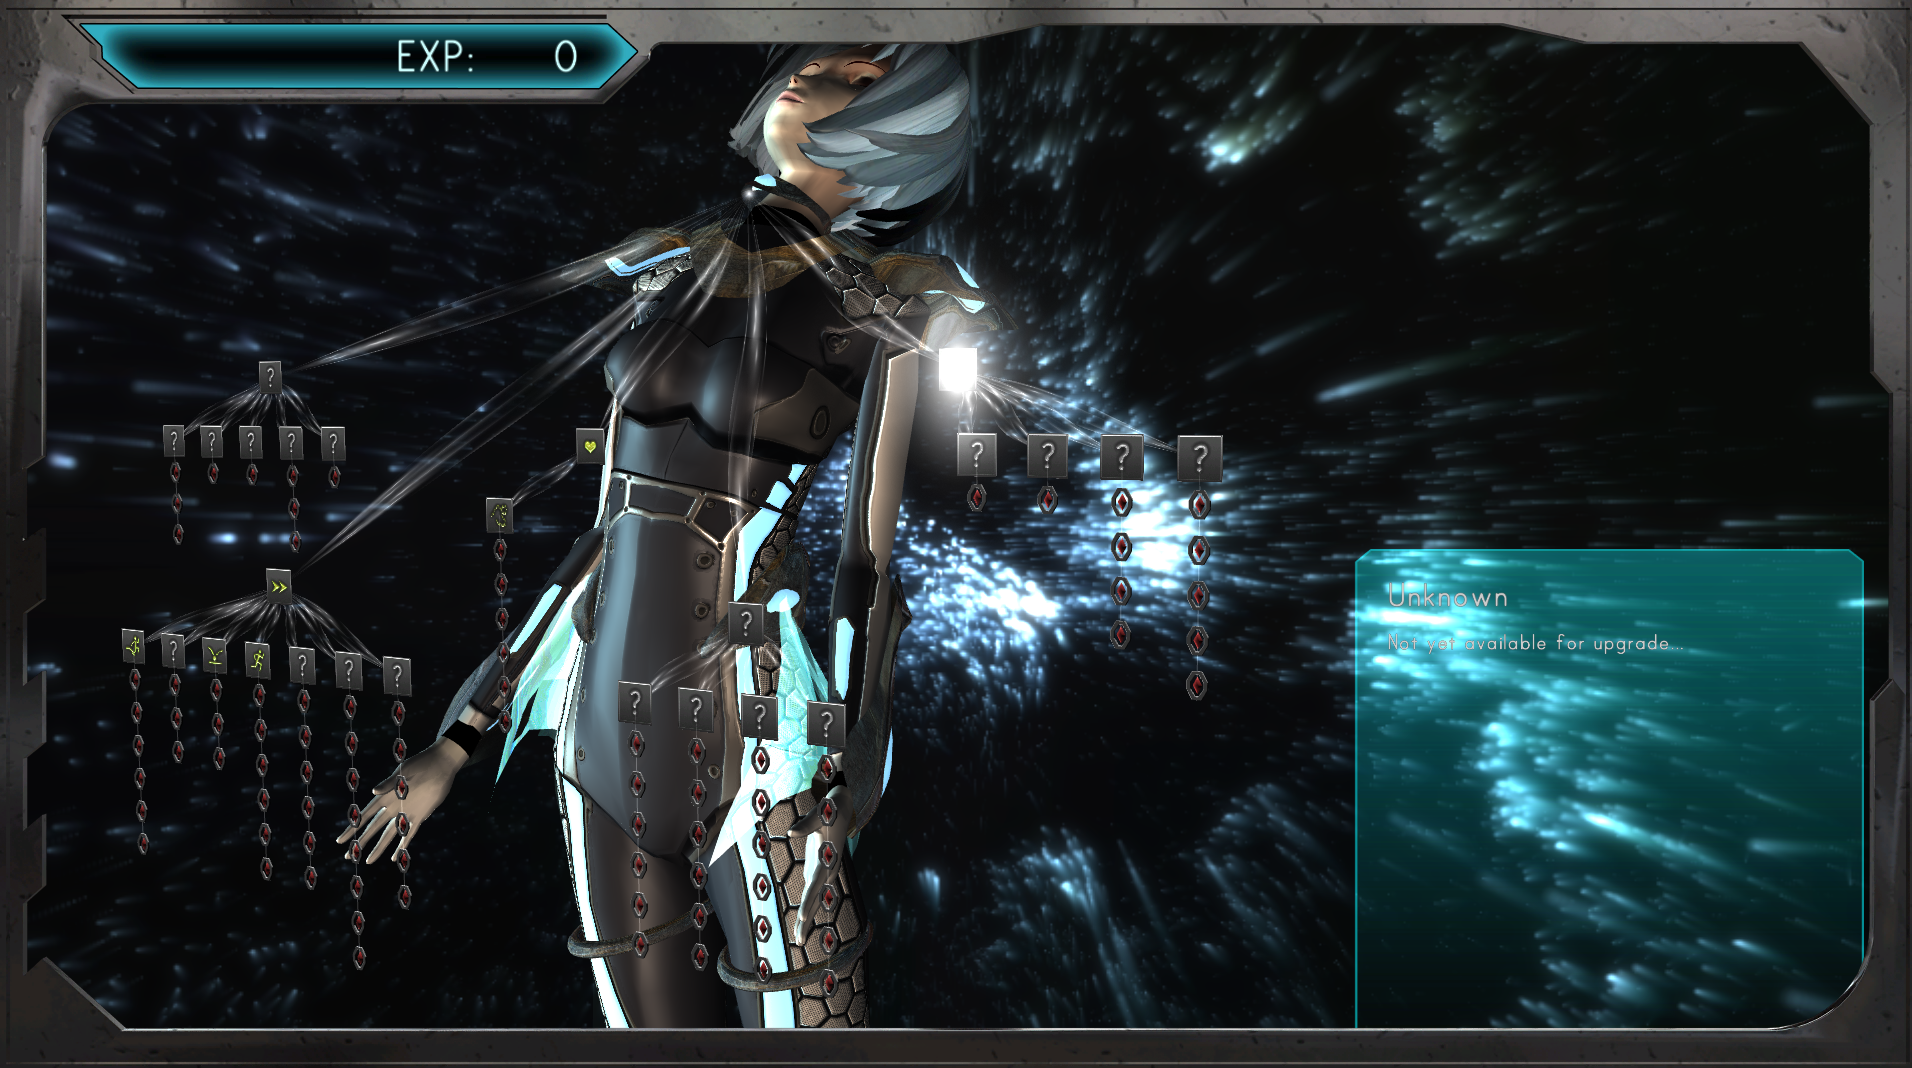 EXP: 0
?
? ? ? ? ?
? ? ? ?
?
? ? ? ? ?
? ? ? ?
Unknown
Not yet available for upgrade...